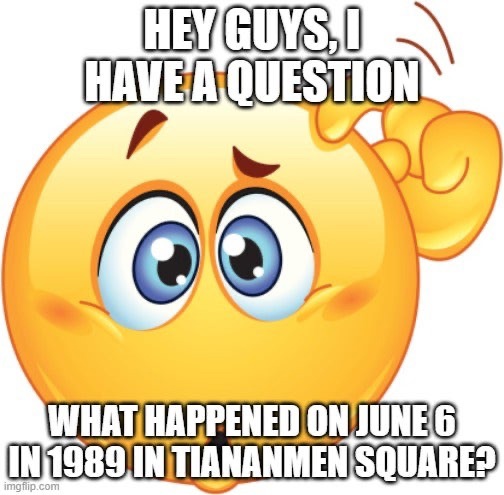 HEY GUYS, I
HAVE A QUESTION
WHAT HAPPENED ON JUNE 6
IN 1989 IN TIANANMEN SQUARE?
imgflip.com